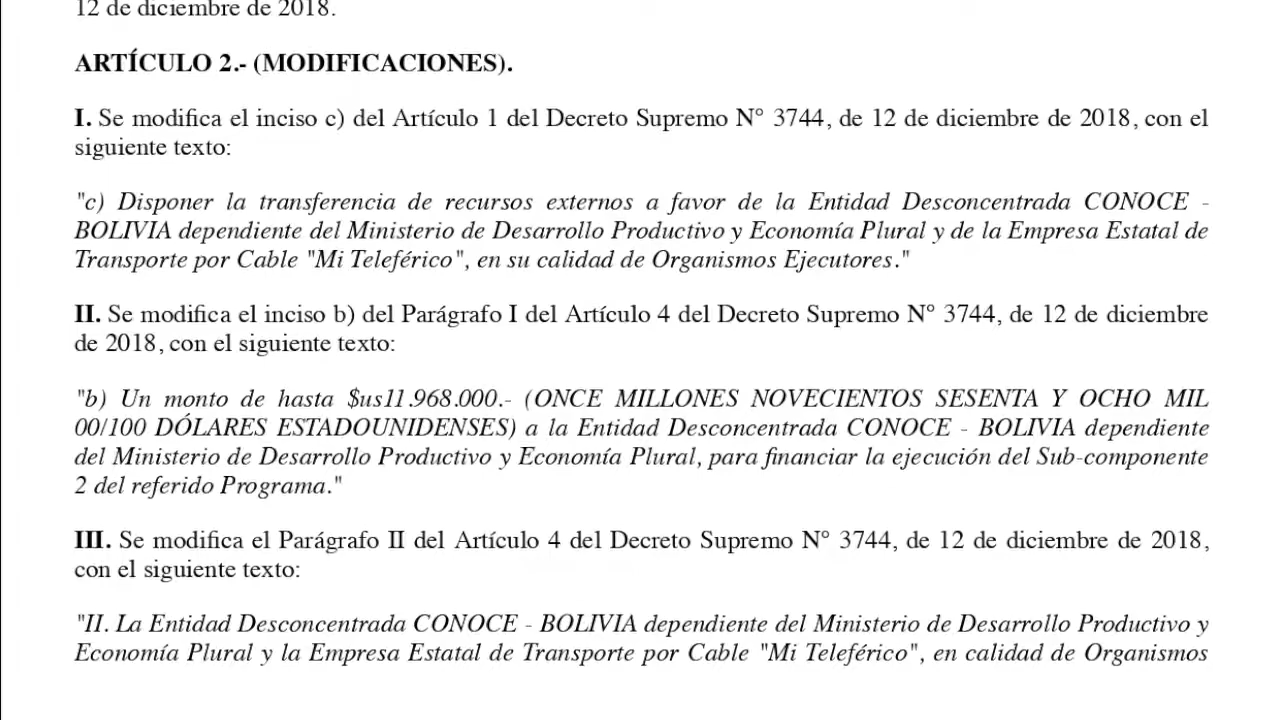 12 de diciembre de 2018.
ARTÍCULO 2.- (MODIFICACIONES).
I. Se modifica el inciso c) del Artículo 1 del Decreto Supremo N° 3744, de 12 de diciembre de 2018, con el
siguiente texto:
"c) Disponer la transferencia de recursos externos a favor de la Entidad Desconcentrada CONOCE -
BOLIVIA dependiente del Ministerio de Desarrollo Productivo y Economía Plural y de la Empresa Estatal de
Transporte por Cable "Mi Teleférico", en su calidad de Organismos Ejecutores."
II. Se modifica el inciso b) del Parágrafo I del Artículo 4 del Decreto Supremo N° 3744, de 12 de diciembre
de 2018, con el siguiente texto:
"b) Un monto de hasta $us11.968.000.- (ONCE MILLONES NOVECIENTOS SESENTA Y OCHO MIL
00/100 DÓLARES ESTADOUNIDENSES) a la Entidad Desconcentrada CONOCE - BOLIVIA dependiente
del Ministerio de Desarrollo Productivo y Economía Plural, para financiar la ejecución del Sub-componente
2 del referido Programa."
III. Se modifica el Parágrafo II del Artículo 4 del Decreto Supremo N° 3744, de 12 de diciembre de 2018,
con el siguiente texto:
"II. La Entidad Desconcentrada CONOCE - BOLIVIA dependiente del Ministerio de Desarrollo Productivo y
Economía Plural y la Empresa Estatal de Transporte por Cable "Mi Teleférico", en calidad de Organismos